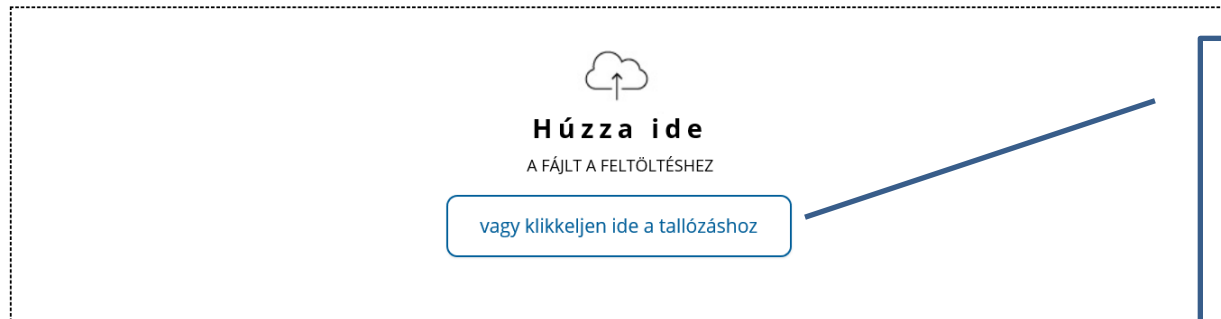 Húzza ide
A FÁJLT A FELTÖLTÉSHEZ
vagy klikkeljen ide a tallózáshoz